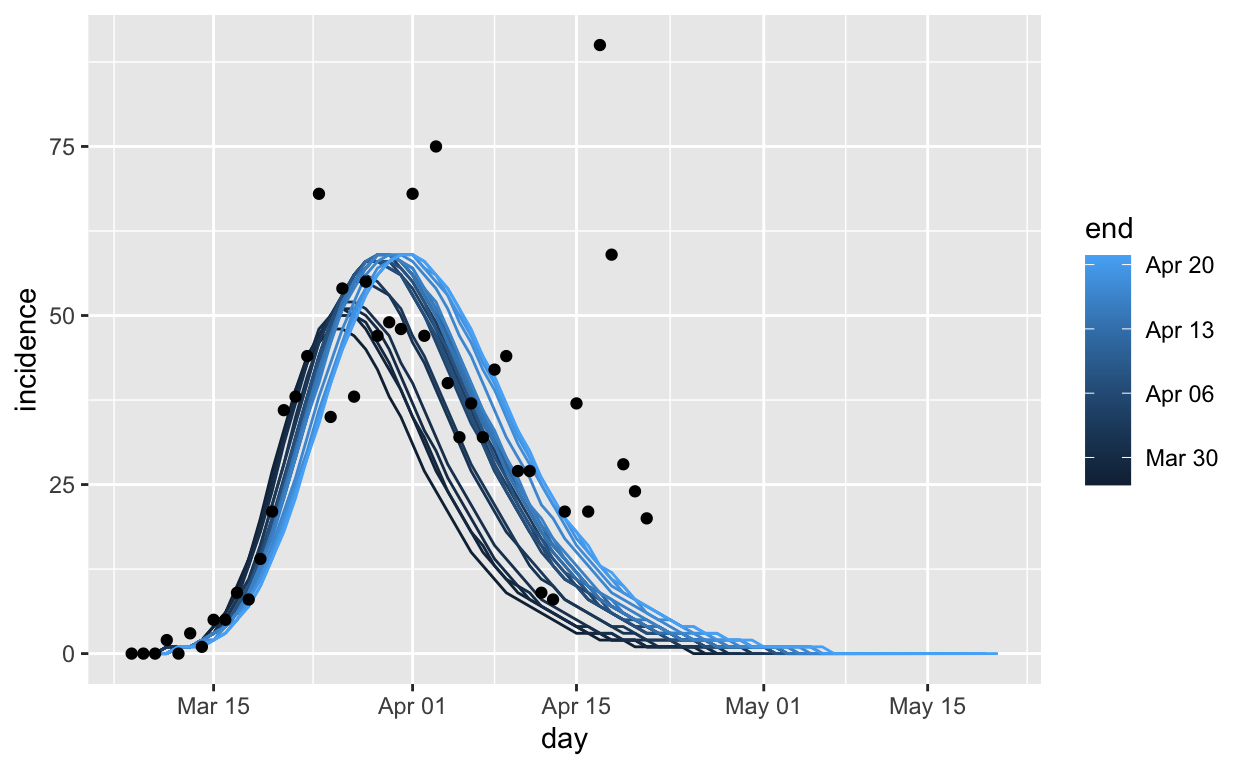 75
50
25
0
incidence
Mar 15
Apr 01
Apr 15
May 01
May 15
day
end
Apr 20
Apr 13
Apr 06
Mar 30